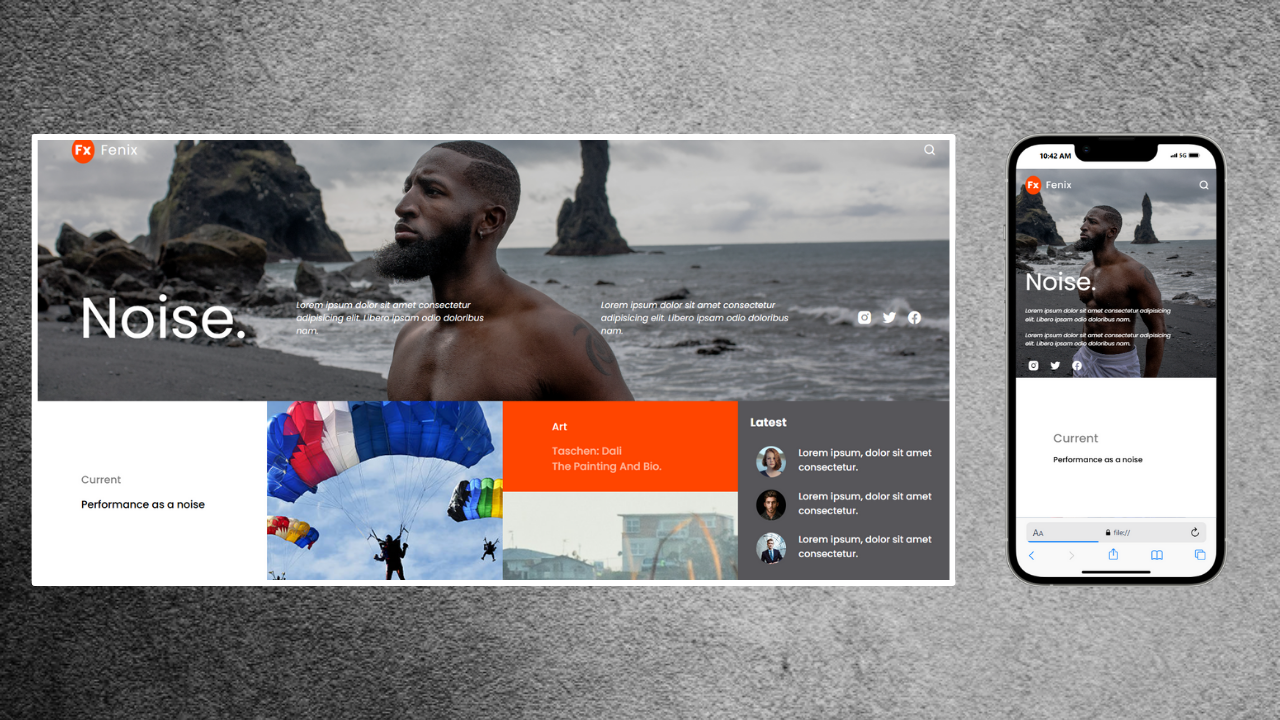 Fx Fenix
Noise.
Lorem ipsum dolor sit amet consectetur
adipisicing elit. Libero ipsam odio doloribus
nam.
Lorem ipsum dolor sit amet consectetur
adipisicing elit. Libero ipsam odio doloribus
nam.
Current
Performance as a noise
Art
Taschen: Dali
The Painting And Bio.
Latest
Lorem ipsum, dolor sit amet
consectetur.
Lorem ipsum, dolor sit amet
consectetur.
Lorem ipsum, dolor sit amet
consectetur.
10:42 AM 5G
Fx Fenix
Noise.
Lorem ipsum dolor sit amet consectetur adipisicing
elit. Libero ipsam odio doloribus nam.
Lorem ipsum dolor sit amet consectetur adipisicing
elit. Libero ipsam odio doloribus nam.
Current
Performance as a noise
AA file://